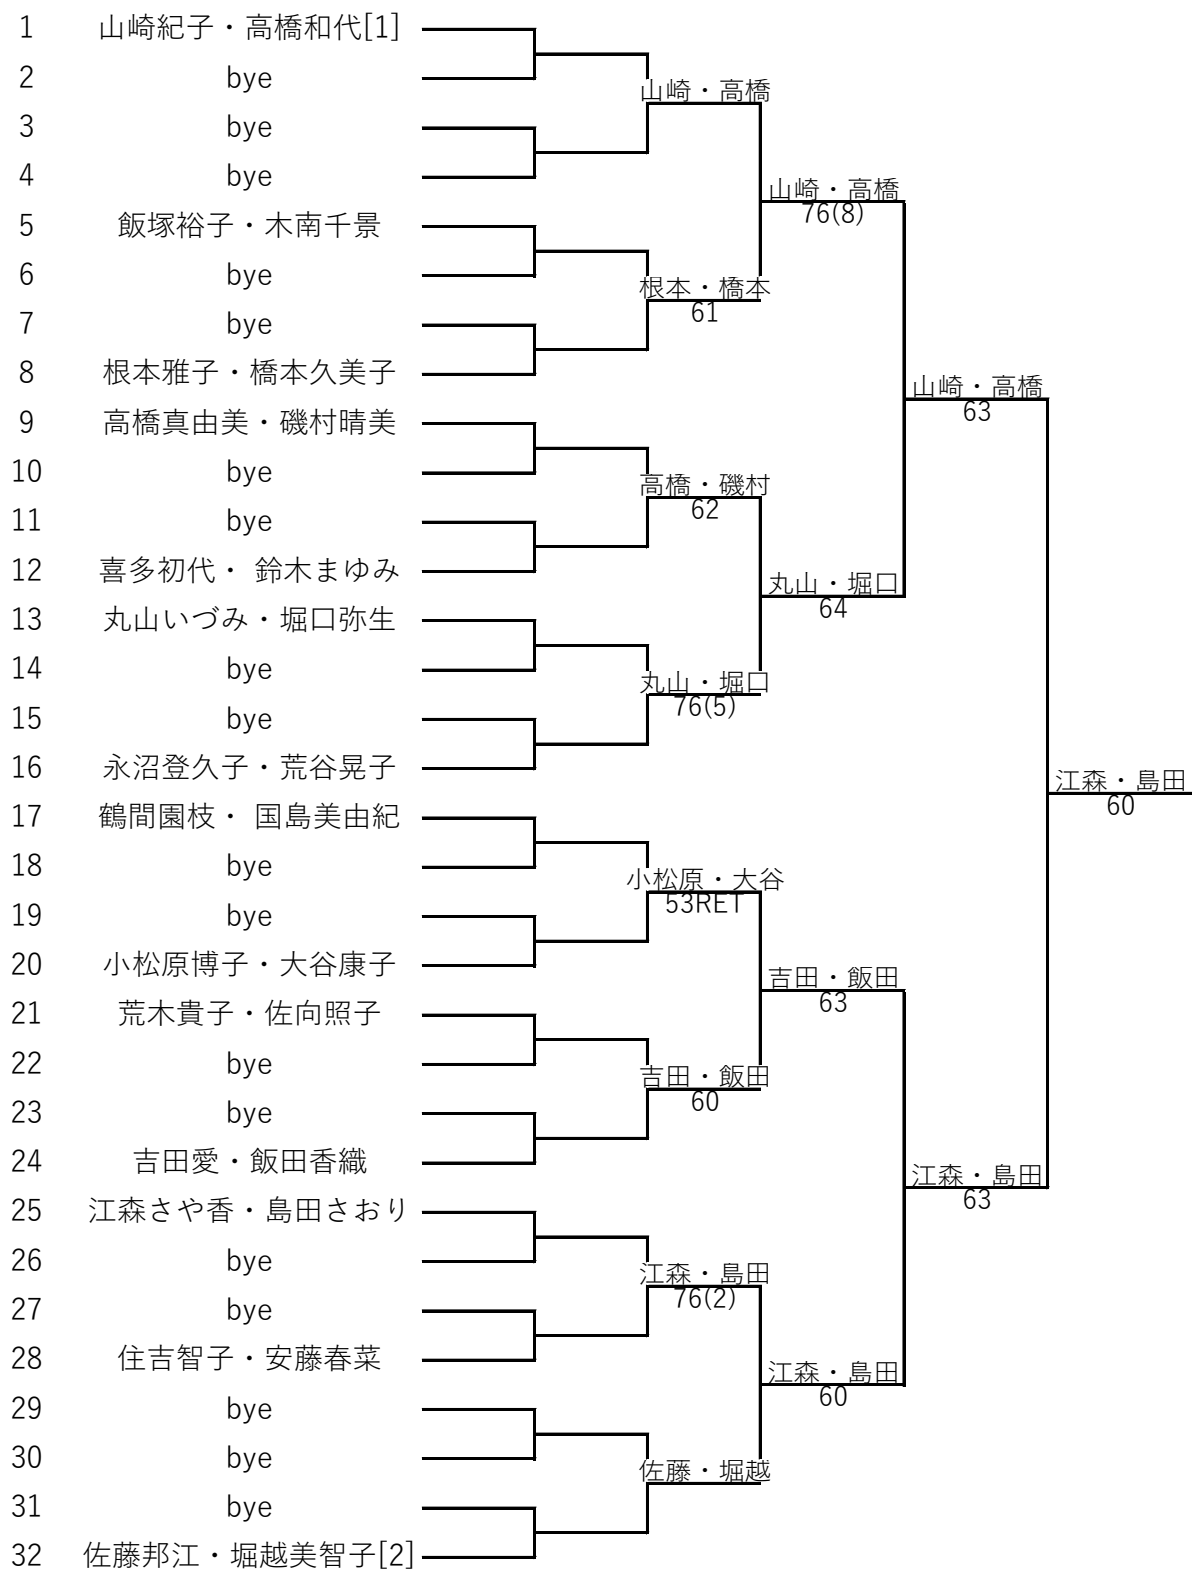 1 山崎紀子・高橋和代[1]
2 bye
山崎・高橋
3 bye
4 bye
山崎・高橋
76(8)
5 飯塚裕子・木南千景
6 bye
根本・橋本
61
7 bye
8 根本雅子・橋本久美子
山崎・高橋
63
9 高橋真由美・磯村晴美
10 bye
高橋・磯村
62
11 bye
12 喜多初代・ 鈴木まゆみ
丸山・堀口
64
13 丸山いづみ・堀口弥生
14 bye
丸山・堀口
76(5)
15 bye
16 永沼登久子・荒谷晃子
江森・島田
60
17 鶴間園枝・ 国島美由紀
18 bye
小松原・大谷
53RET
19 bye
20 小松原博子・大谷康子
吉田・飯田
63
21 荒木貴子・佐向照子
22 bye
吉田・飯田
60
23 bye
24 吉田愛・飯田香織
江森・島田
63
25 江森さや香・島田さおり
26 bye
江森・島田
76(2)
27 bye
28 住吉智子・安藤春菜
江森・島田
60
29 bye
30 bye
佐藤・堀越
31 bye
32 佐藤邦江・堀越美智子[2]